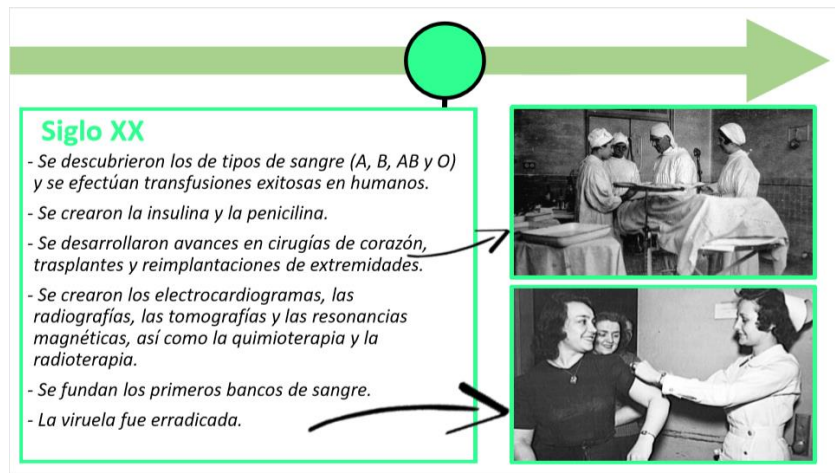 Siglo XX
- Se descubrieron los de tipos de sangre (A, B, AB y O)
y se efectúan transfusiones exitosas en humanos.
- Se crearon la insulina y la penicilina.
- Se desarrollaron avances en cirugías de corazón,
trasplantes y reimplantaciones de extremidades.
- Se crearon los electrocardiogramas, las
radiografías, las tomografías y las resonancias
magnéticas, así como la quimioterapia y la
radioterapia.
- Se fundan los primeros bancos de sangre.
- La viruela fue erradicada.